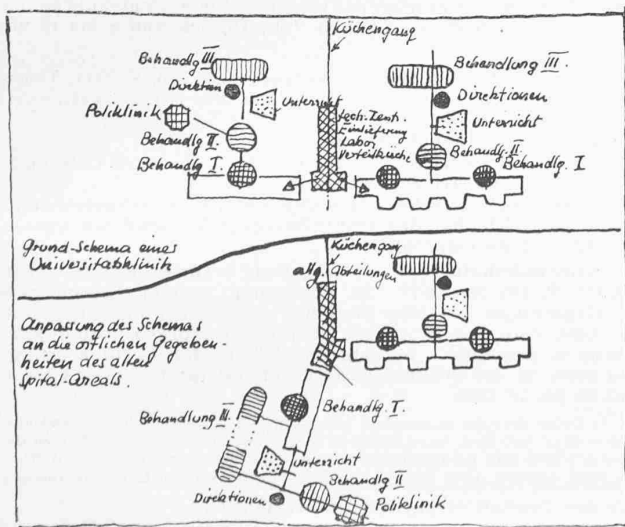 Küchengang
Behandlg III
Direktion
Poliklinik
Unterricht
Behandlg II.
Behandlg I.
Techn. Zentr.
Einlieferung
Labor
Verteilküche
Behandlung III.
Direktionen
Unterricht
Behandlg. II.
Behandlg. I
Grund-Schema eines
Universitätsklinik
Küchengang
allg. Abteilungen
Anpassung des Schemas
an die örtlichen Gegeben-
heiten des alten
Spital-Areals.
Behandlg. I.
Behandlung III.
Unterricht
Behandlg II
Direktionen
Poliklinik